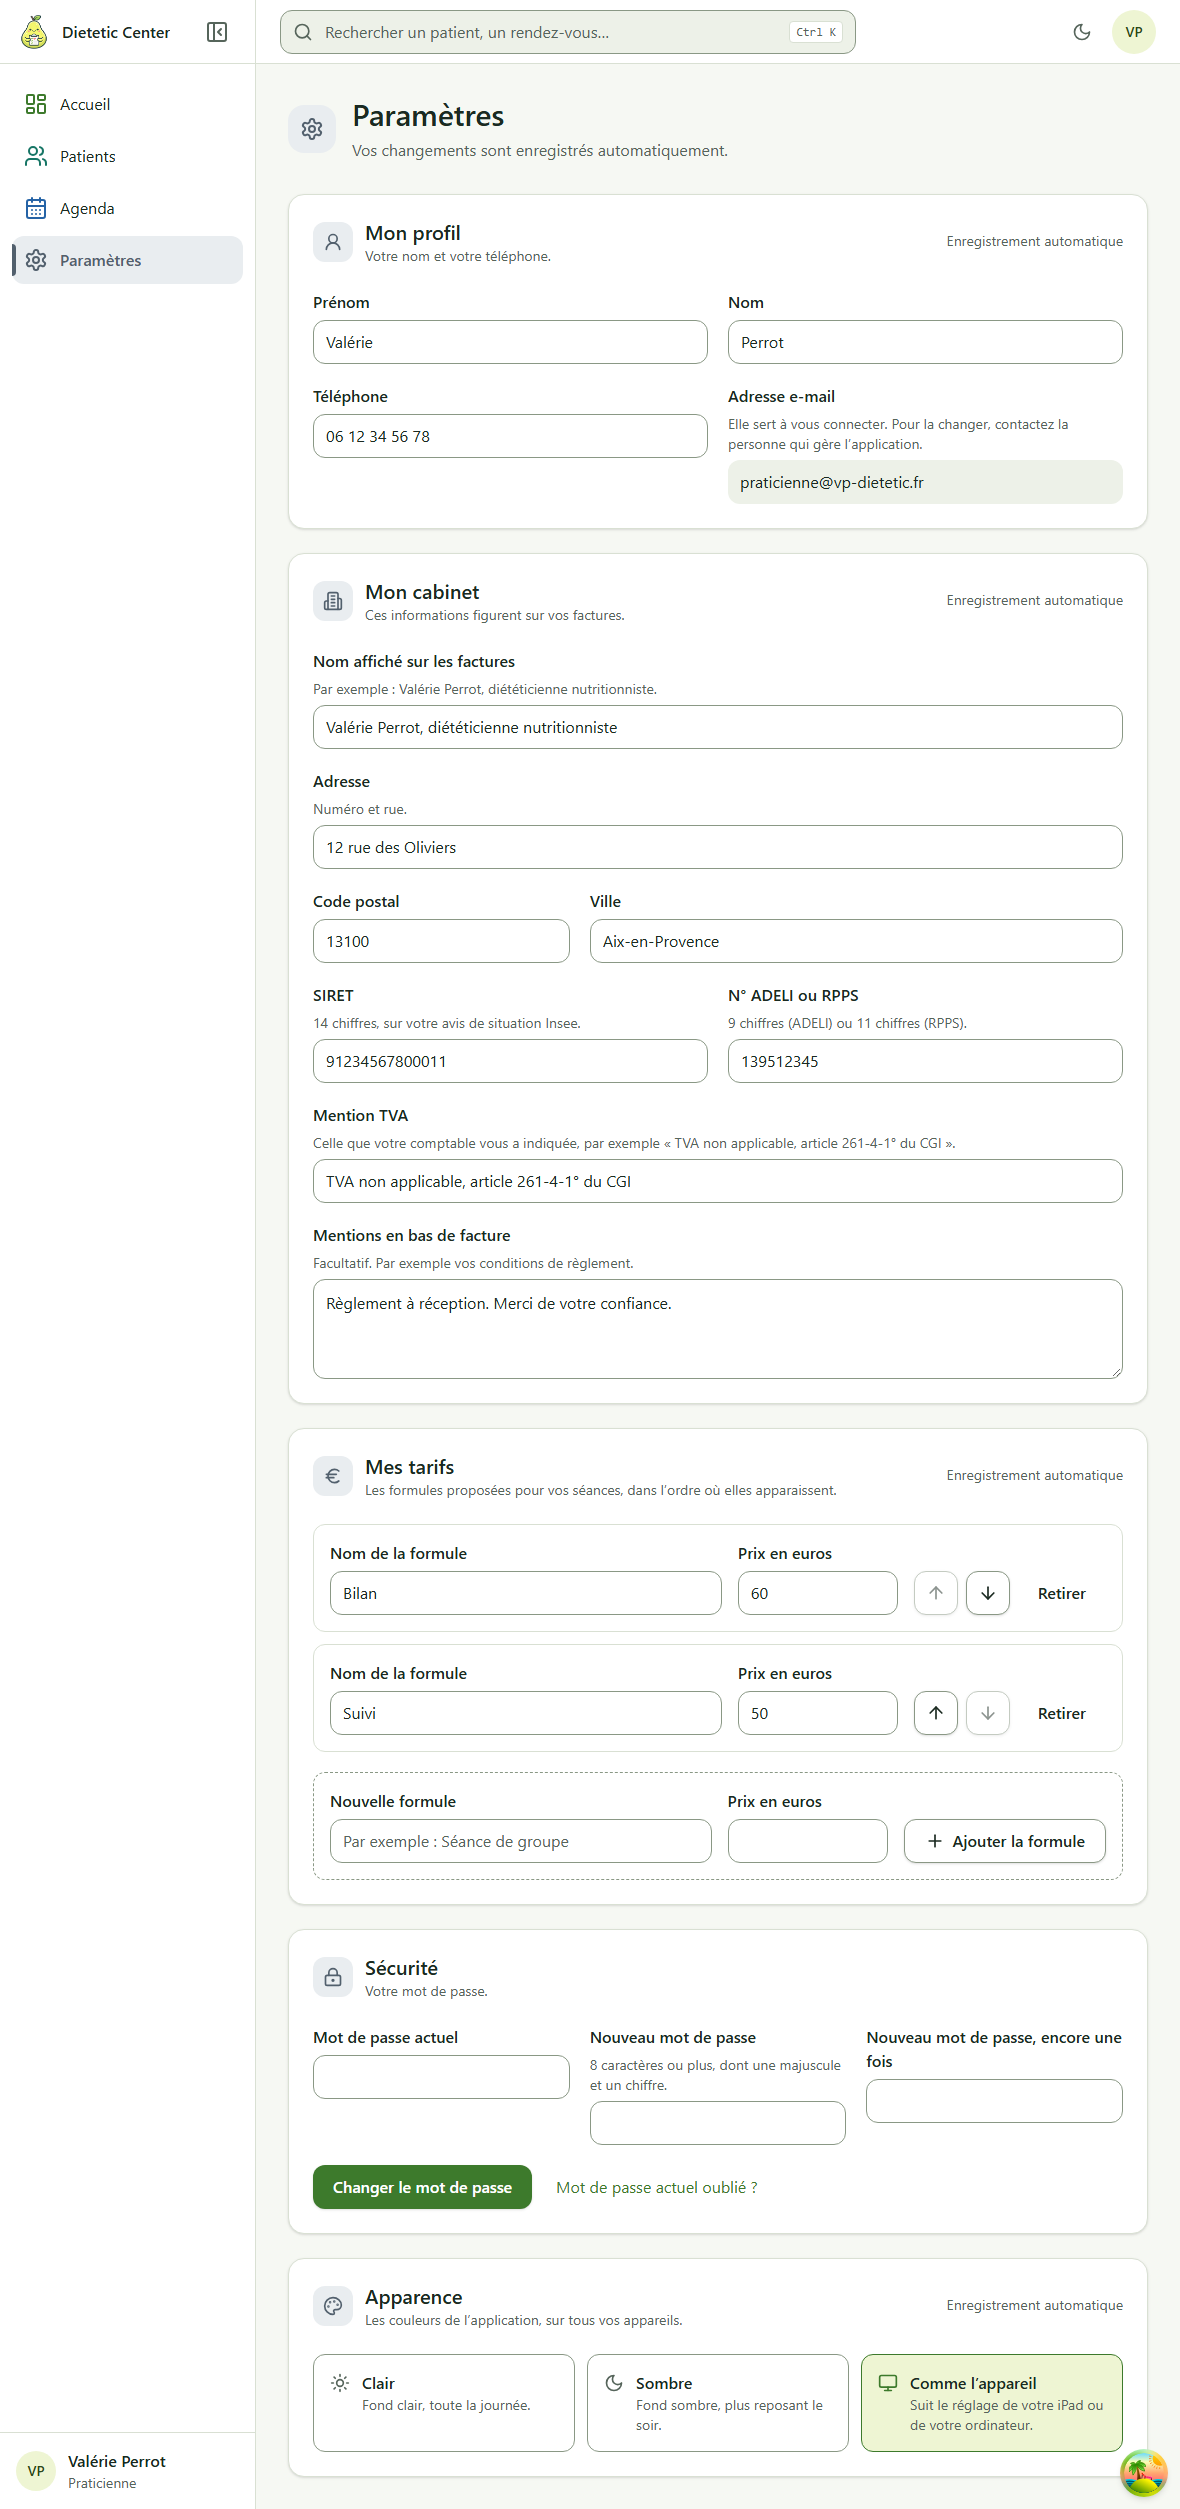 Dietetic Center
Rechercher un patient, un rendez-vous...
Ctrl K
VP
Accueil
Patients
Agenda
Paramètres
Paramètres
Vos changements sont enregistrés automatiquement.
Mon profil
Votre nom et votre téléphone.
Enregistrement automatique
Prénom
Nom
Valérie
Perrot
Téléphone
Adresse e-mail
06 12 34 56 78
Elle sert à vous connecter. Pour la changer, contactez la
personne qui gère l’application.
praticienne@vp-dietetic.fr
Mon cabinet
Ces informations figurent sur vos factures.
Enregistrement automatique
Nom affiché sur les factures
Par exemple : Valérie Perrot, diététicienne nutritionniste.
Valérie Perrot, diététicienne nutritionniste
Adresse
Numéro et rue.
12 rue des Oliviers
Code postal
Ville
13100
Aix-en-Provence
SIRET
N° ADELI ou RPPS
14 chiffres, sur votre avis de situation Insee.
9 chiffres (ADELI) ou 11 chiffres (RPPS).
91234567800011
139512345
Mention TVA
Celle que votre comptable vous a indiquée, par exemple « TVA non applicable, article 261-4-1° du CGI ».
TVA non applicable, article 261-4-1° du CGI
Mentions en bas de facture
Facultatif. Par exemple vos conditions de règlement.
Règlement à réception. Merci de votre confiance.
Mes tarifs
Les formules proposées pour vos séances, dans l’ordre où elles apparaissent.
Enregistrement automatique
Nom de la formule
Prix en euros
Bilan
60
Retirer
Nom de la formule
Prix en euros
Suivi
50
Retirer
Nouvelle formule
Prix en euros
Par exemple : Séance de groupe
Ajouter la formule
Sécurité
Votre mot de passe.
Mot de passe actuel
Nouveau mot de passe
8 caractères ou plus, dont une majuscule
et un chiffre.
Nouveau mot de passe, encore une
fois
Changer le mot de passe
Mot de passe actuel oublié ?
Apparence
Les couleurs de l’application, sur tous vos appareils.
Enregistrement automatique
Clair
Fond clair, toute la journée.
Sombre
Fond sombre, plus reposant le
soir.
Comme l’appareil
Suit le réglage de votre iPad ou
de votre ordinateur.
VP
Valérie Perrot
Praticienne